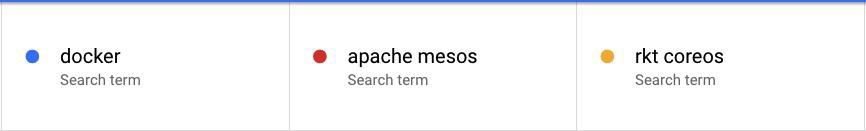 docker
Search term
apache mesos
Search term
rkt coreos
Search term